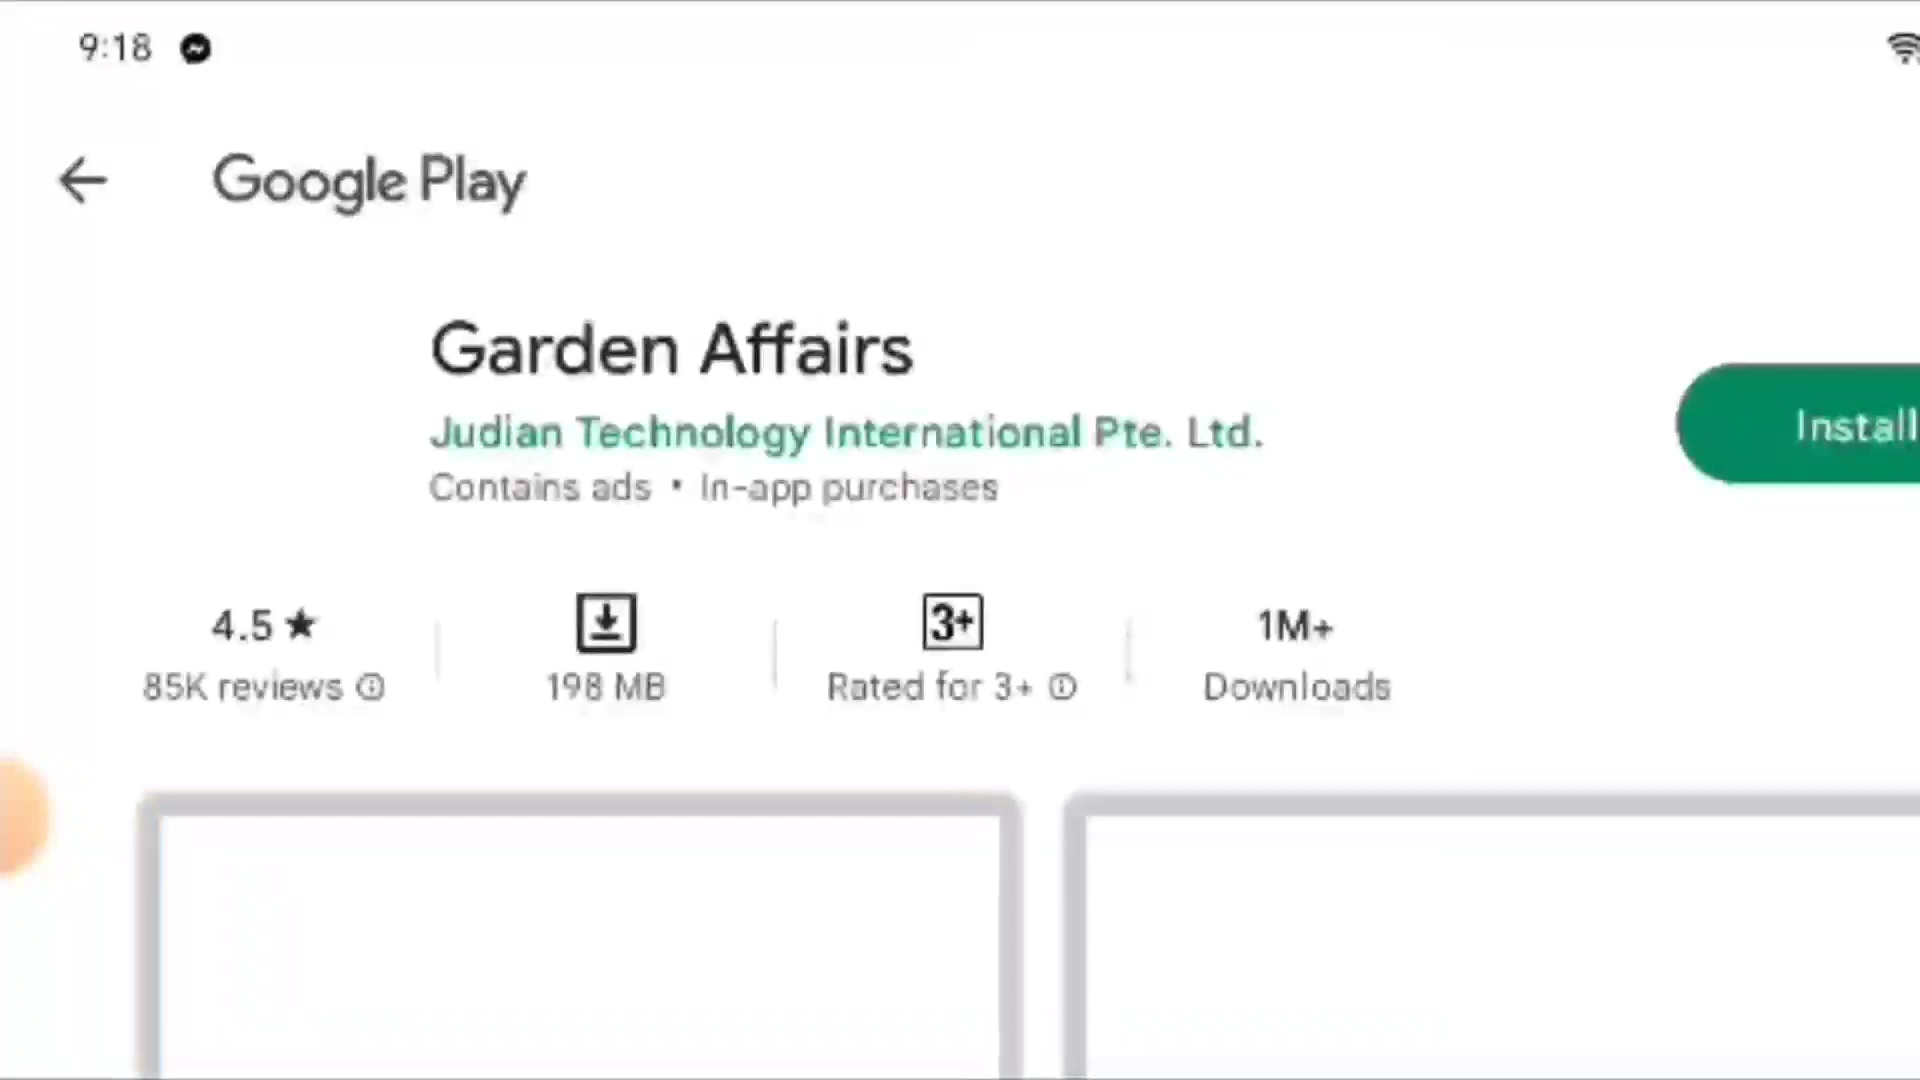 9:18
Google Play
Garden Affairs
Judian Technology International Pte. Ltd.
Contains ads • In-app purchases
Install
4.5 ★
85K reviews
198 MB
3+
Rated for 3+
1M+
Downloads